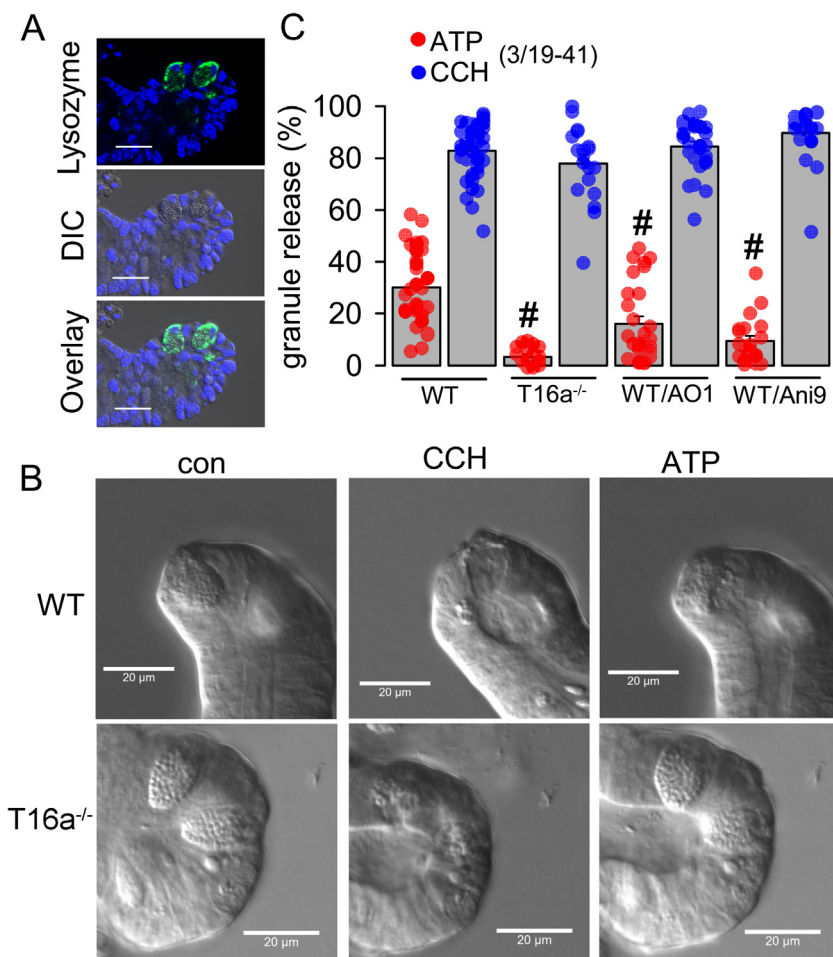 A
Lysozyme
DIC
Overlay
C
ATP
CCH
(3/19-41)
granule release (%)
100
80
60
40
20
0
#
#
#
WT
T16a-/-
WT/AO1
WT/Ani9
B
con
CCH
ATP
WT
20 µm
20 µm
20 µm
T16a-/-
20 µm
20 µm
20 µm